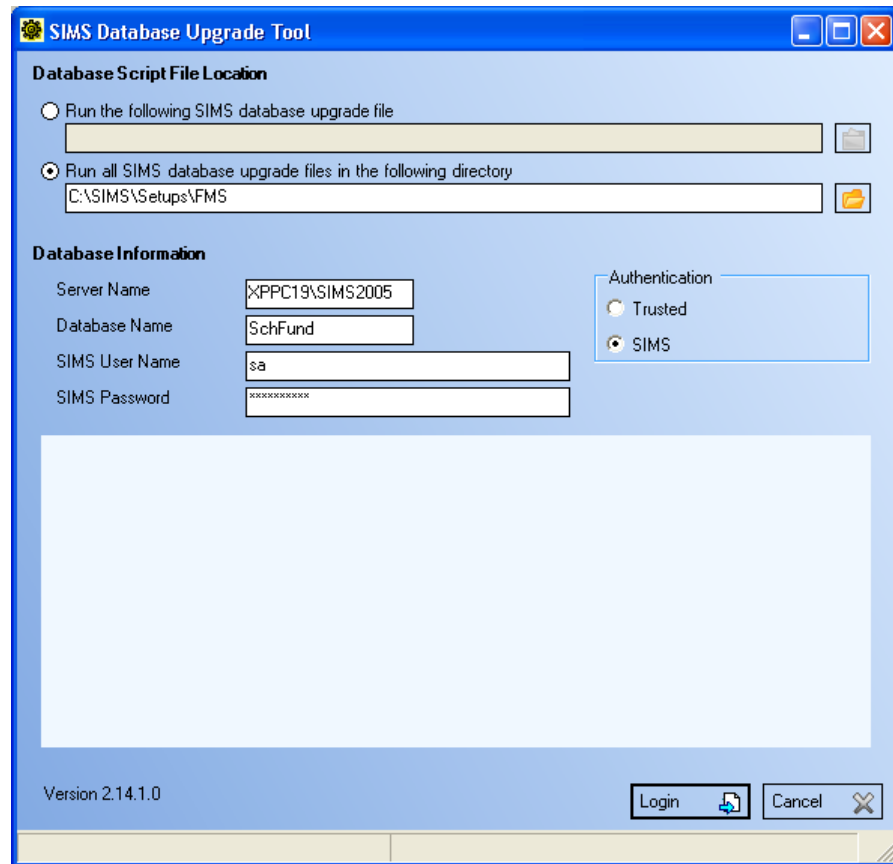 SIMS Database Upgrade Tool
Database Script File Location
Run the following SIMS database upgrade file
Run all SIMS database upgrade files in the following directory
C:\SIMS\Setups\FMS
Database Information
Server Name
XPPC19\SIMS2005
Authentication
Trusted
Database Name
SchFund
SIMS
SIMS User Name
sa
SIMS Password
**********
Version 2.14.1.0
Login
Cancel